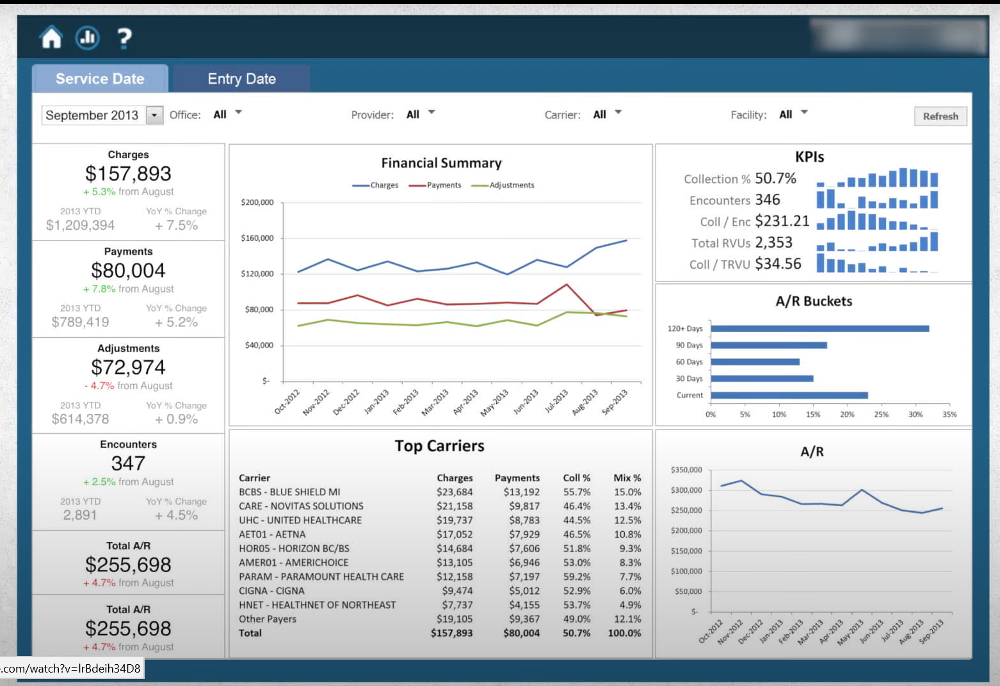 Service Date
Entry Date
September 2013
Office: All
Provider: All
Carrier: All
Facility: All
Refresh
Charges
$157,893
+ 5.3% from August
2013 YTD YoY % Change
$1,209,394 + 7.5%
Payments
$80,004
+ 7.8% from August
2013 YTD YoY % Change
$789,419 + 5.2%
Adjustments
$72,974
- 4.7% from August
2013 YTD YoY % Change
$614,378 + 0.9%
Encounters
347
+ 2.5% from August
2013 YTD YoY % Change
2,891 + 4.5%
Total A/R
$255,698
+ 4.7% from August
Total A/R
$255,698
+ 4.7% from August
Financial Summary
Charges Payments Adjustments
$200,000
$160,000
$120,000
$80,000
$40,000
$-
Oct-2012 Nov-2012 Dec-2012 Jan-2013 Feb-2013 Mar-2013 Apr-2013 May-2013 Jun-2013 Jul-2013 Aug-2013 Sep-2013
KPIs
Collection % 50.7%
Encounters 346
Coll / Enc $231.21
Total RVUs 2,353
Coll / TRVU $34.56
A/R Buckets
120+ Days
90 Days
60 Days
30 Days
Current
0% 5% 10% 15% 20% 25% 30% 35%
Top Carriers
Carrier Charges Payments Coll % Mix %
BCBS - BLUE SHIELD MI $23,684 $13,192 55.7% 15.0%
CARE - NOVITAS SOLUTIONS $21,158 $9,817 46.4% 13.4%
UHC - UNITED HEALTHCARE $19,737 $8,783 44.5% 12.5%
AET01 - AETNA $17,052 $7,929 46.5% 10.8%
HOR05 - HORIZON BC/BS $14,684 $7,606 51.8% 9.3%
AMER01 - AMERICHOICE $13,105 $6,946 53.0% 8.3%
PARAM - PARAMOUNT HEALTH CARE $12,158 $7,197 59.2% 7.7%
CIGNA - CIGNA $9,474 $5,012 52.9% 6.0%
HNET - HEALTHNET OF NORTHEAST $7,737 $4,155 53.7% 4.9%
Other Payers $19,105 $9,367 49.0% 12.1%
Total $157,893 $80,004 50.7% 100.0%
A/R
$350,000
$300,000
$250,000
$200,000
$150,000
$100,000
$50,000
$-
Oct-2012 Nov-2012 Dec-2012 Jan-2013 Feb-2013 Mar-2013 Apr-2013 May-2013 Jun-2013 Jul-2013 Aug-2013 Sep-2013
.com/watch?v=lrBdeih34D8